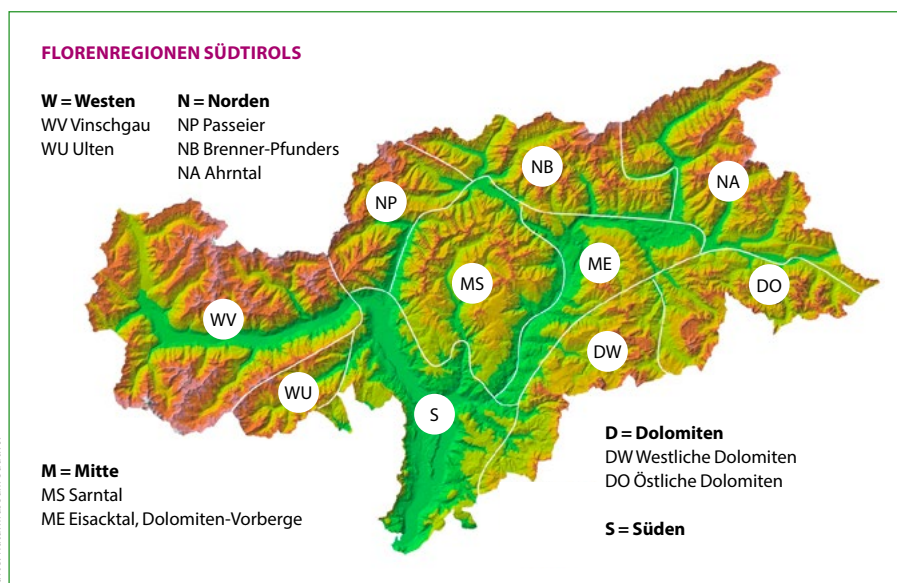 FLORENREGIONEN SÜDTIROLS
W = Westen
WV Vinschgau
WU Ulten
N = Norden
NP Passeier
NB Brenner-Pfunders
NA Ahrntal
NB
NA
NP
ME
MS
DO
WV
DW
WU
S
M = Mitte
MS Sarntal
ME Eisacktal, Dolomiten-Vorberge
D = Dolomiten
DW Westliche Dolomiten
DO Östliche Dolomiten
S = Süden